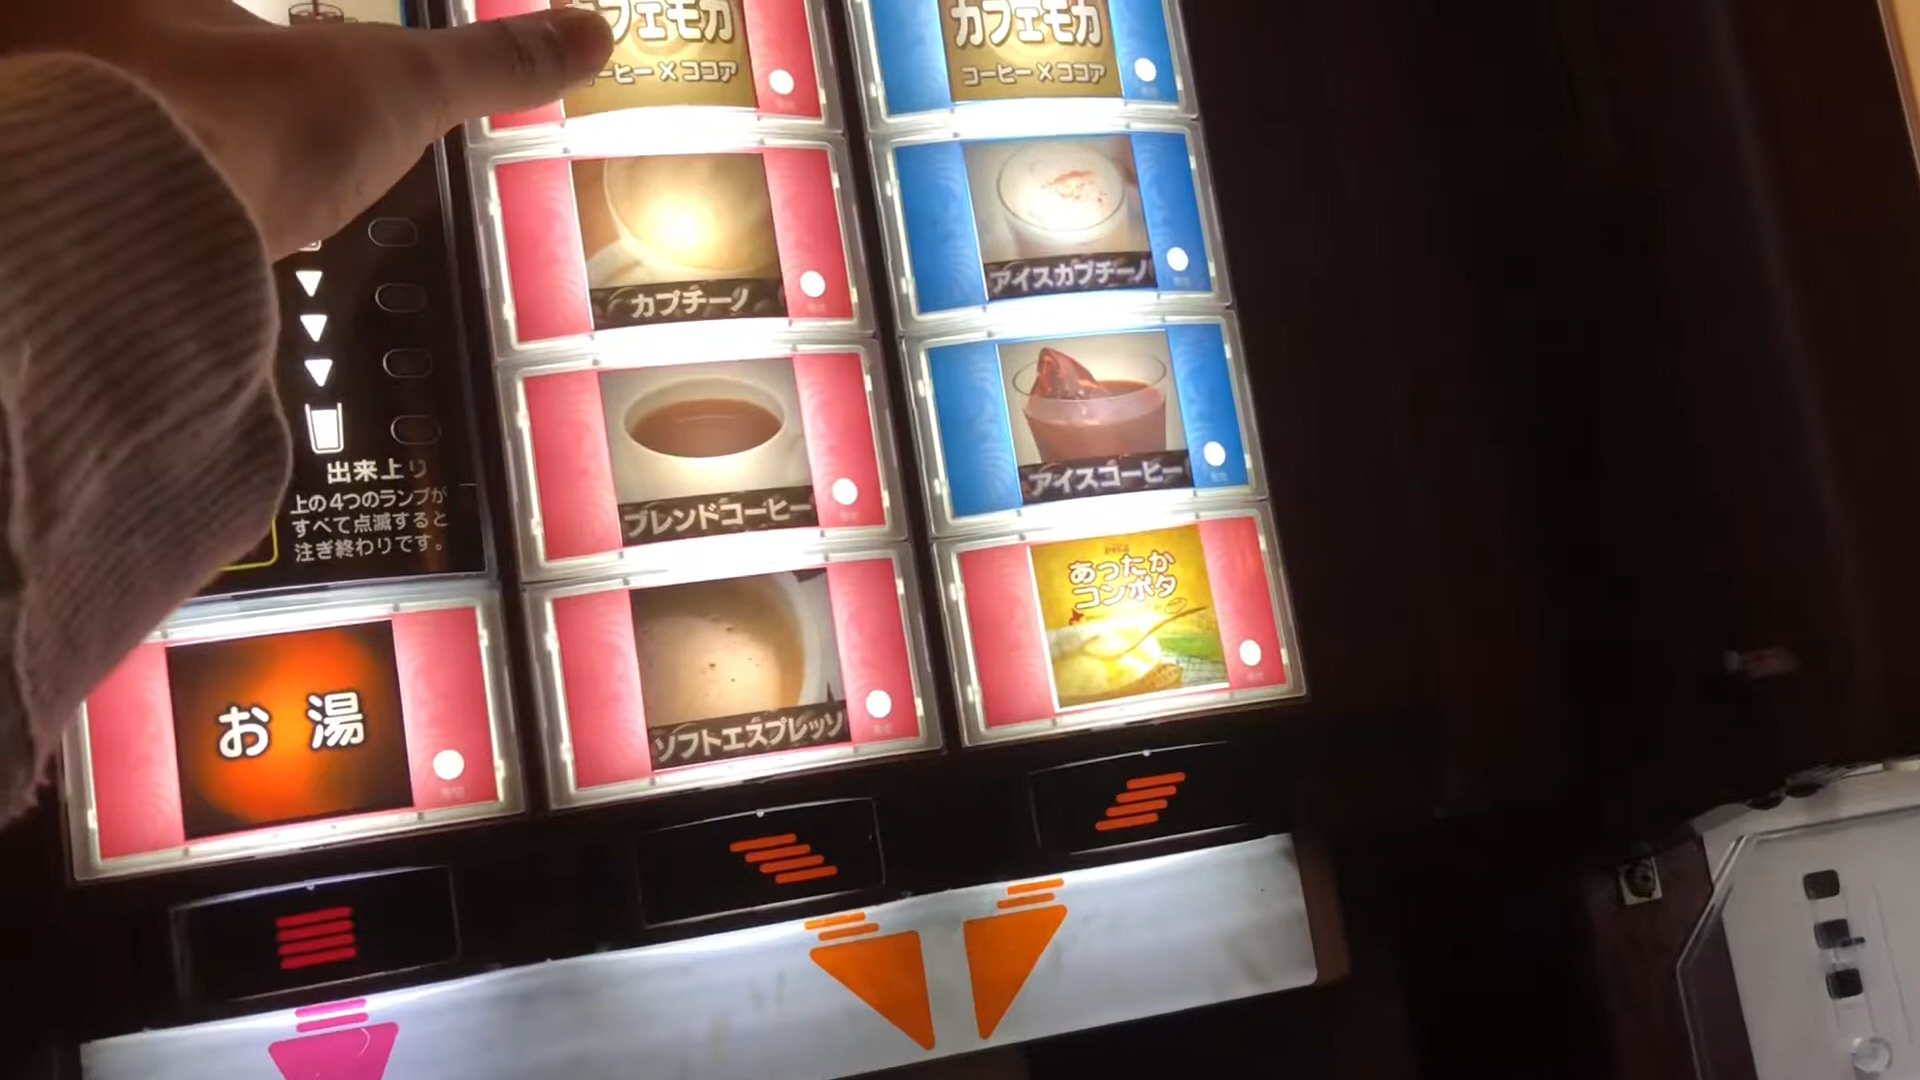 カフェモカ
コーヒー×ココア
カフェモカ
コーヒー×ココア
カプチーノ
アイスカプチーノ
ブレンドコーヒー
アイスコーヒー
出来上り
上の4つのランプが
すべて点滅すると
注ぎ終わりです。
お湯
ソフトエスプレッソ
あったか
コンポタ